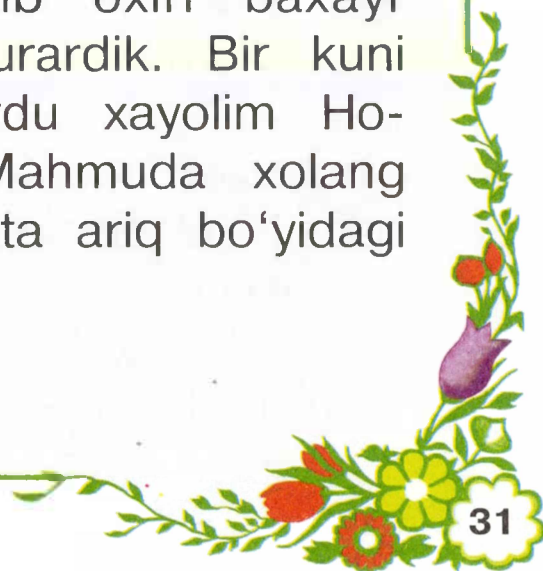 urardik. Bir kuni
rdu xayolim Ho-
Mahmuda xolang
ta ariq bo‘yidagi
31